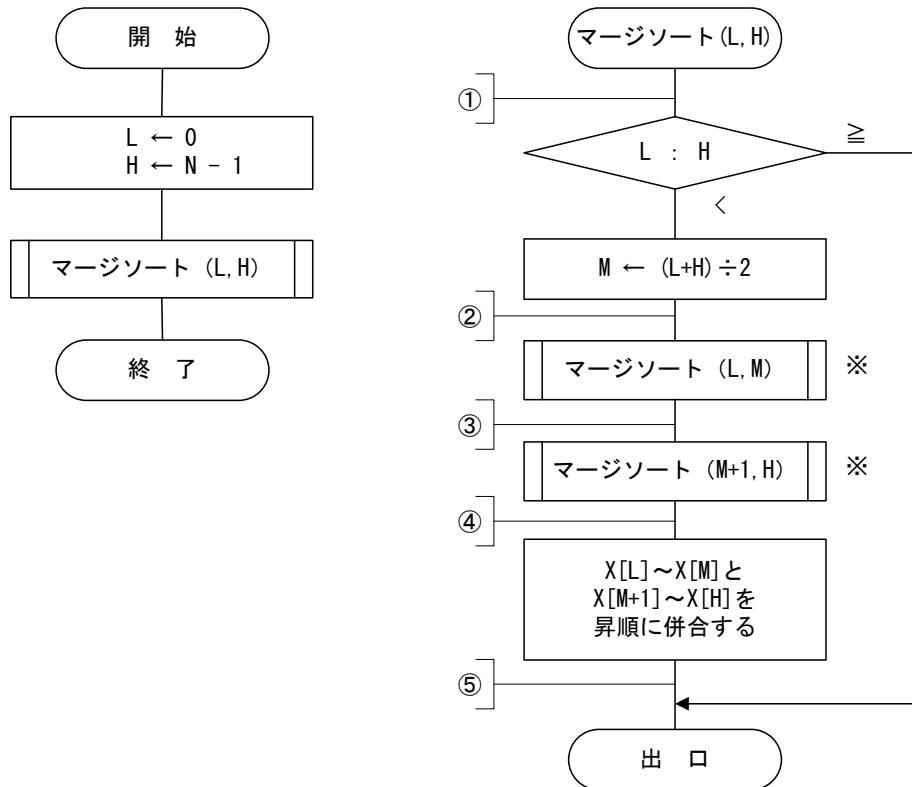 開 始
L ← 0
H ← N - 1
マージソート (L,H)
終 了
マージソート(L,H)
①
L : H
≧
<
M ← (L+H)÷2
②
マージソート (L,M)
※
③
マージソート (M+1,H)
※
④
X[L]～X[M]と
X[M+1]～X[H]を
昇順に併合する
⑤
出 口